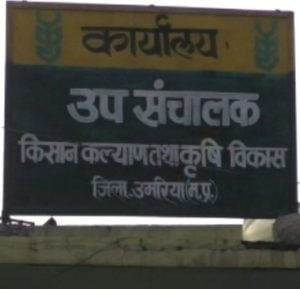 कार्यालय
उप संचालक
किसान कल्याण तथा कृषि विकास
जिला.उमरिया(म.प्र.)